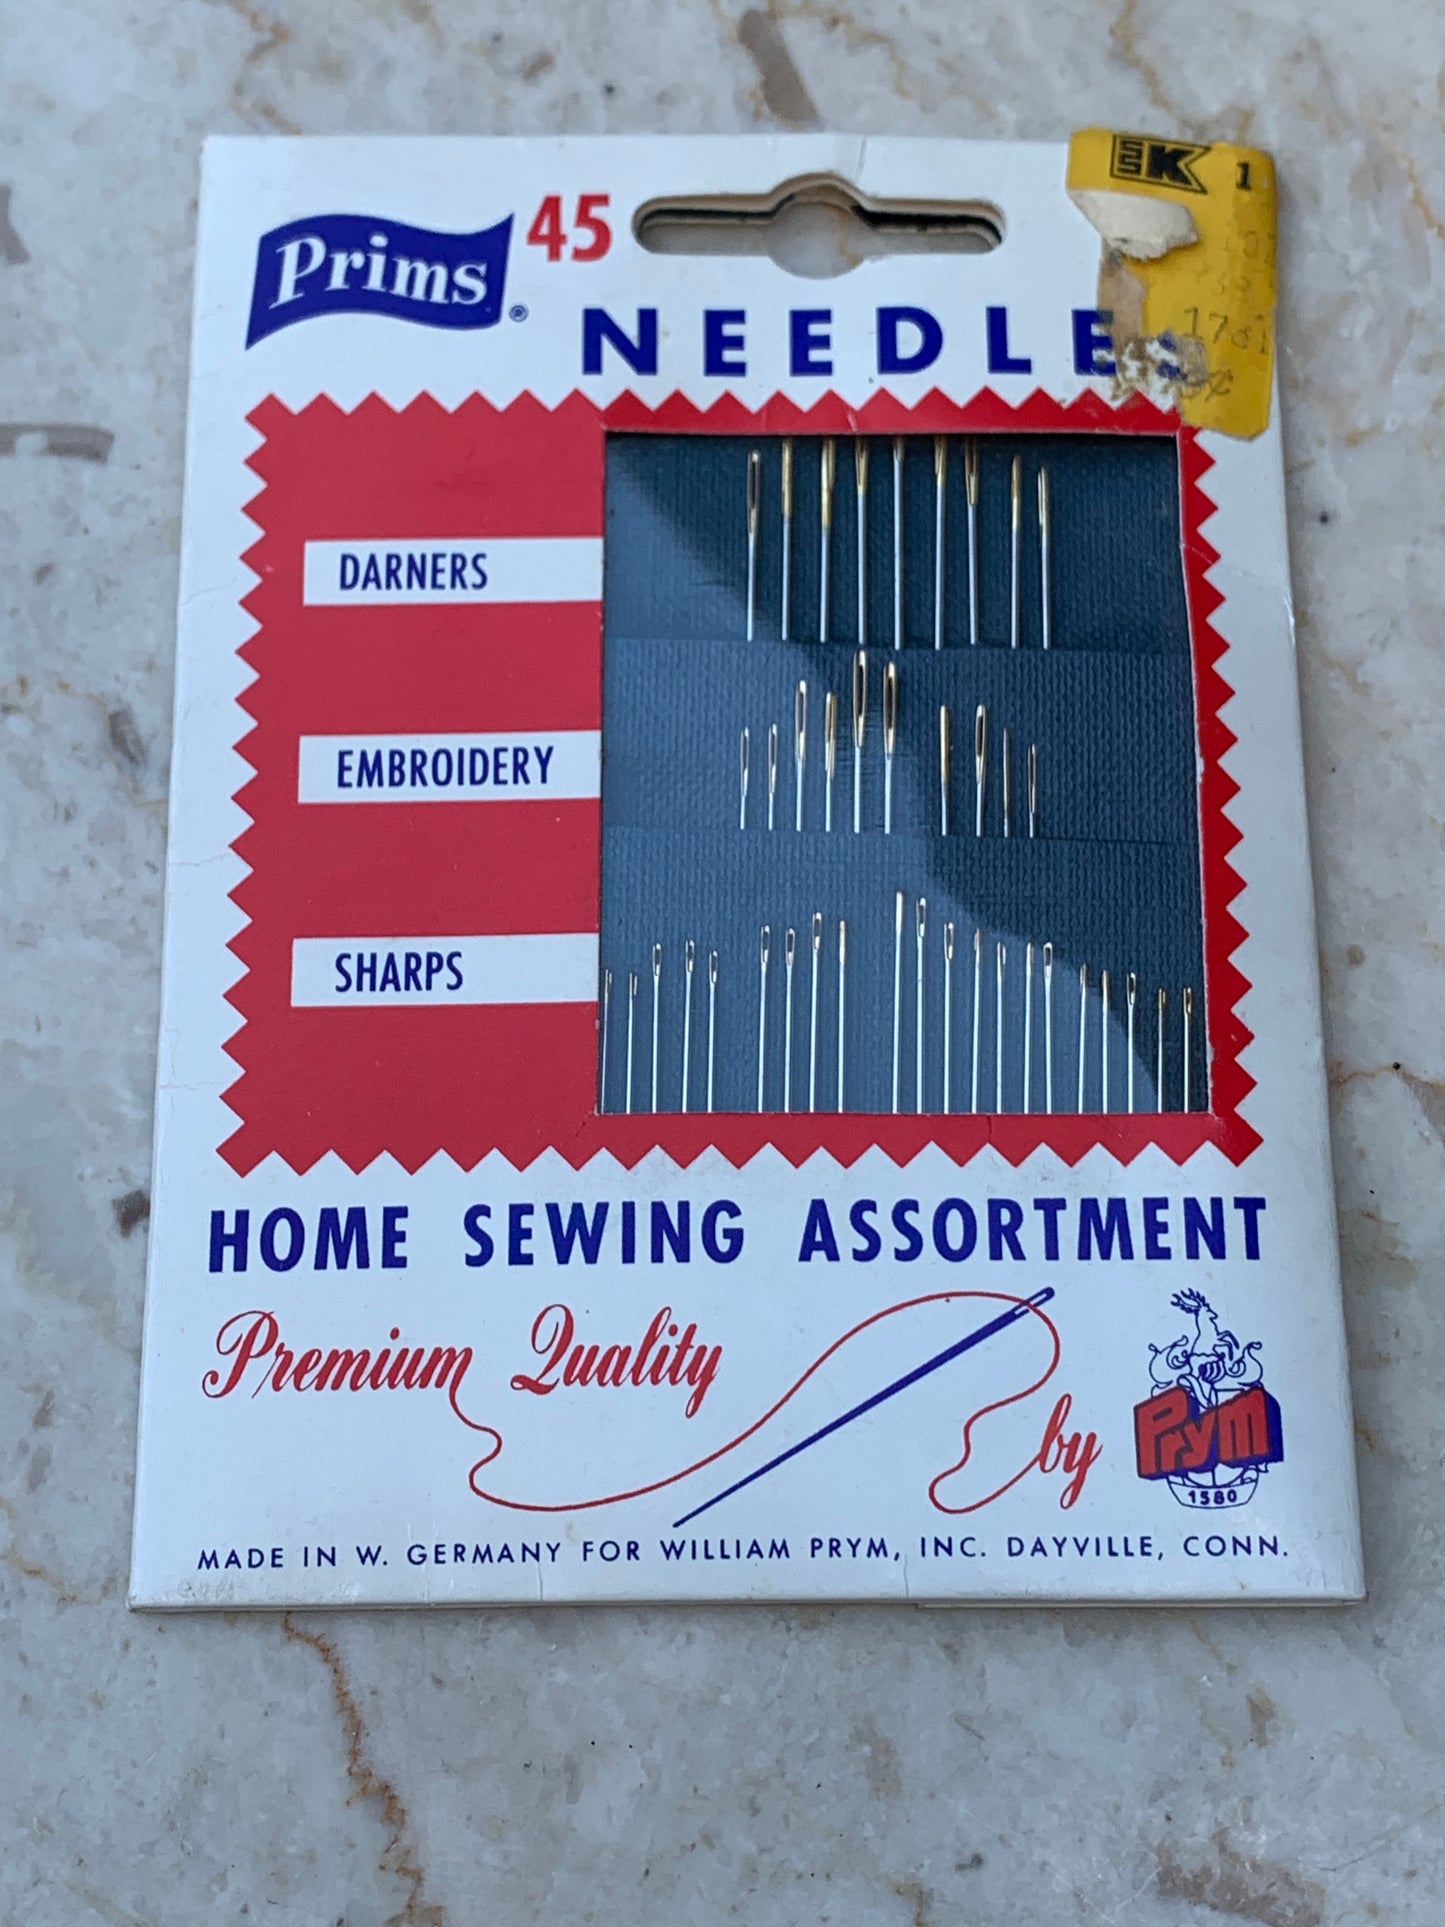 SSK 1
Prims® 45
NEEDLE
DARNERS
EMBROIDERY
SHARPS
HOME SEWING ASSORTMENT
Premium Quality
by Prym
1580
MADE IN W. GERMANY FOR WILLIAM PRYM, INC. DAYVILLE, CONN.